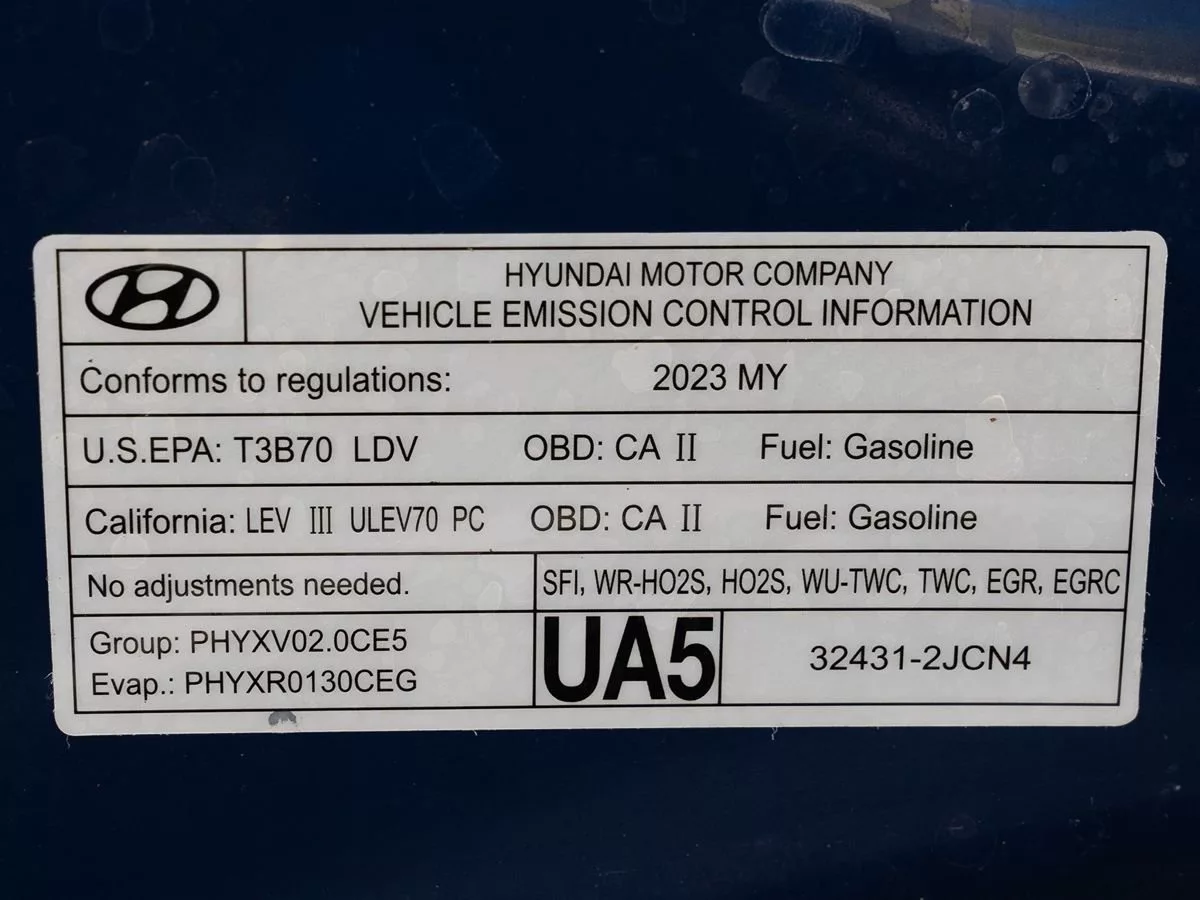 HYUNDAI MOTOR COMPANY
VEHICLE EMISSION CONTROL INFORMATION
Conforms to regulations: 2023 MY
U.S.EPA: T3B70 LDV OBD: CA II Fuel: Gasoline
California: LEV III ULEV70 PC OBD: CA II Fuel: Gasoline
No adjustments needed. SFI, WR-HO2S, HO2S, WU-TWC, TWC, EGR, EGRC
Group: PHYXV02.0CE5
Evap.: PHYXR0130CEG
UA5
32431-2JCN4